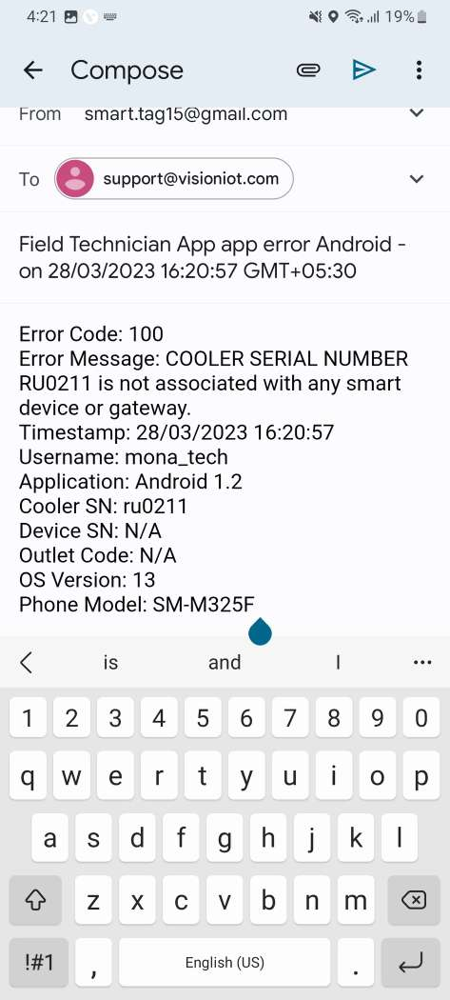 4:21 19%
Compose
From smart.tag15@gmail.com
To support@visioniot.com
Field Technician App app error Android -
on 28/03/2023 16:20:57 GMT+05:30
Error Code: 100
Error Message: COOLER SERIAL NUMBER
RU0211 is not associated with any smart
device or gateway.
Timestamp: 28/03/2023 16:20:57
Username: mona_tech
Application: Android 1.2
Cooler SN: ru0211
Device SN: N/A
Outlet Code: N/A
OS Version: 13
Phone Model: SM-M325F
is and I
1 2 3 4 5 6 7 8 9 0
q w e r t y u i o p
a s d f g h j k l
z x c v b n m
!#1 , English (US) .